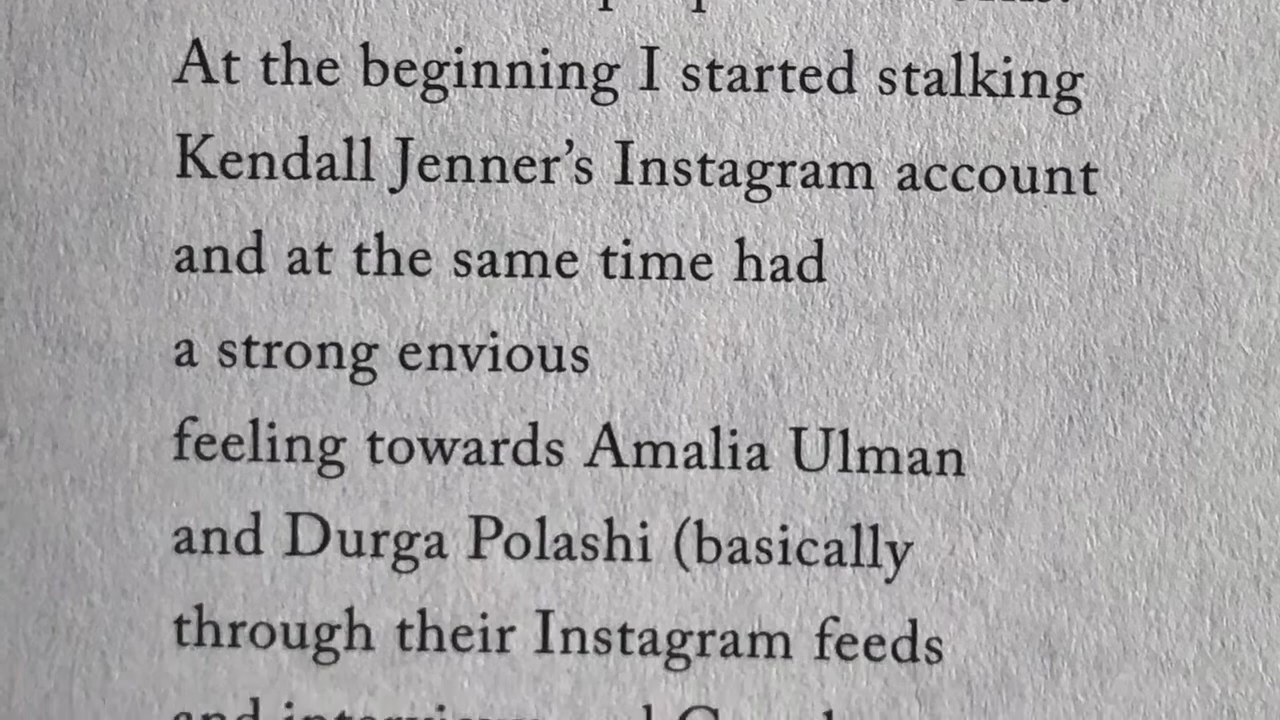 At the beginning I started stalking
Kendall Jenner’s Instagram account
and at the same time had
a strong envious
feeling towards Amalia Ulman
and Durga Polashi (basically
through their Instagram feeds